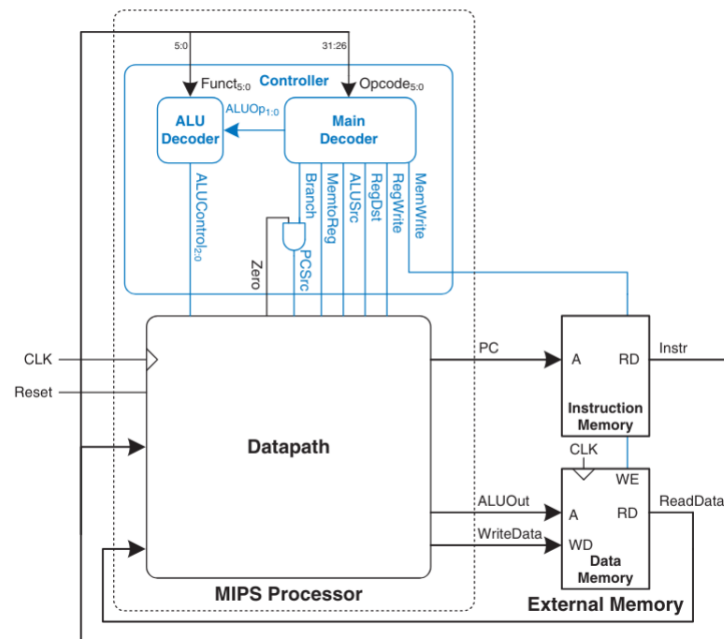 5:0
31:26
Controller
Funct5:0
Opcode5:0
ALU
Decoder
ALUOp1:0
Main
Decoder
ALUControl2:0
Branch
MemtoReg
ALUSrc
RegDst
RegWrite
MemWrite
Zero
PCSrc
CLK
Reset
Datapath
PC
A
RD
Instr
Instruction
Memory
CLK
WE
ALUOut
A
RD
ReadData
WriteData
WD
Data
Memory
MIPS Processor
External Memory